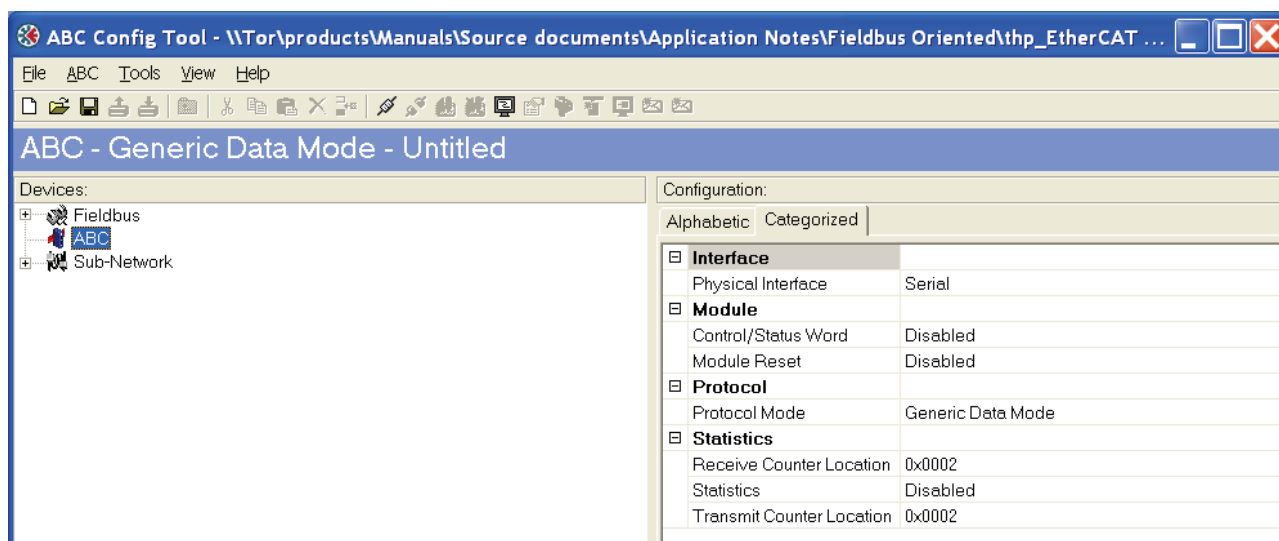 ABC Config Tool - \\Tor\products\Manuals\Source documents\Application Notes\Fieldbus Oriented\thp_EtherCAT ...
File ABC Tools View Help
ABC - Generic Data Mode - Untitled
Devices:
Fieldbus
ABC
Sub-Network
Configuration:
Alphabetic Categorized
Interface
Physical Interface Serial
Module
Control/Status Word Disabled
Module Reset Disabled
Protocol
Protocol Mode Generic Data Mode
Statistics
Receive Counter Location 0x0002
Statistics Disabled
Transmit Counter Location 0x0002